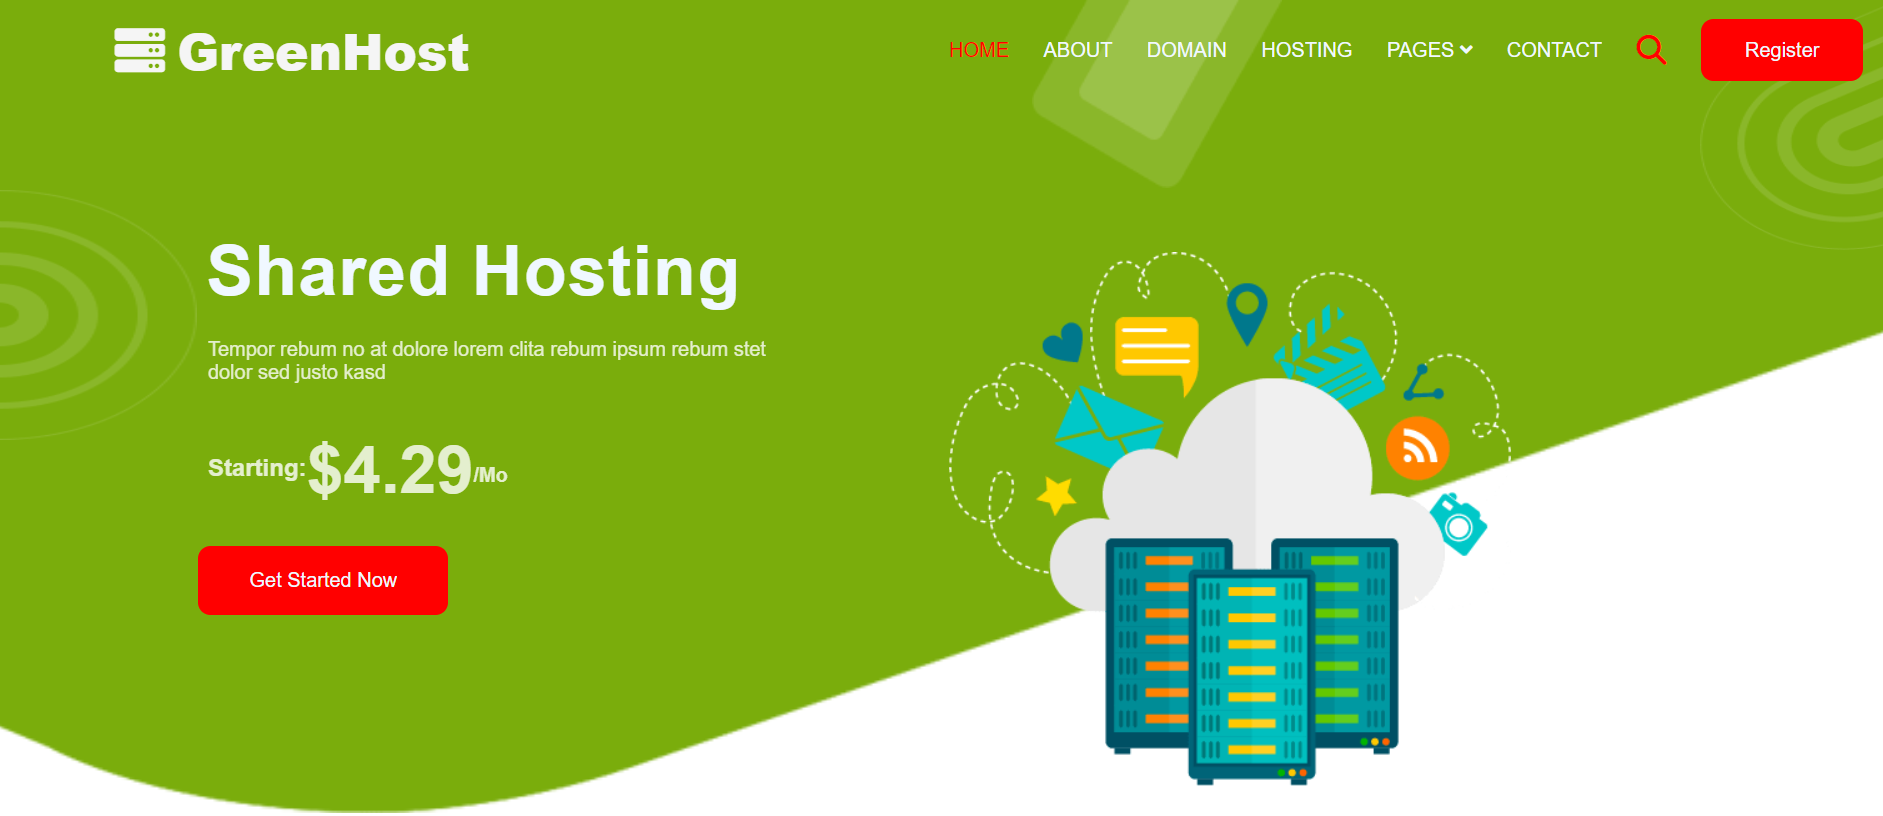 GreenHost
HOME ABOUT DOMAIN HOSTING PAGES CONTACT Register
Shared Hosting
Tempor rebum no at dolore lorem clita rebum ipsum rebum stet
dolor sed justo kasd
Starting:$4.29/Mo
Get Started Now